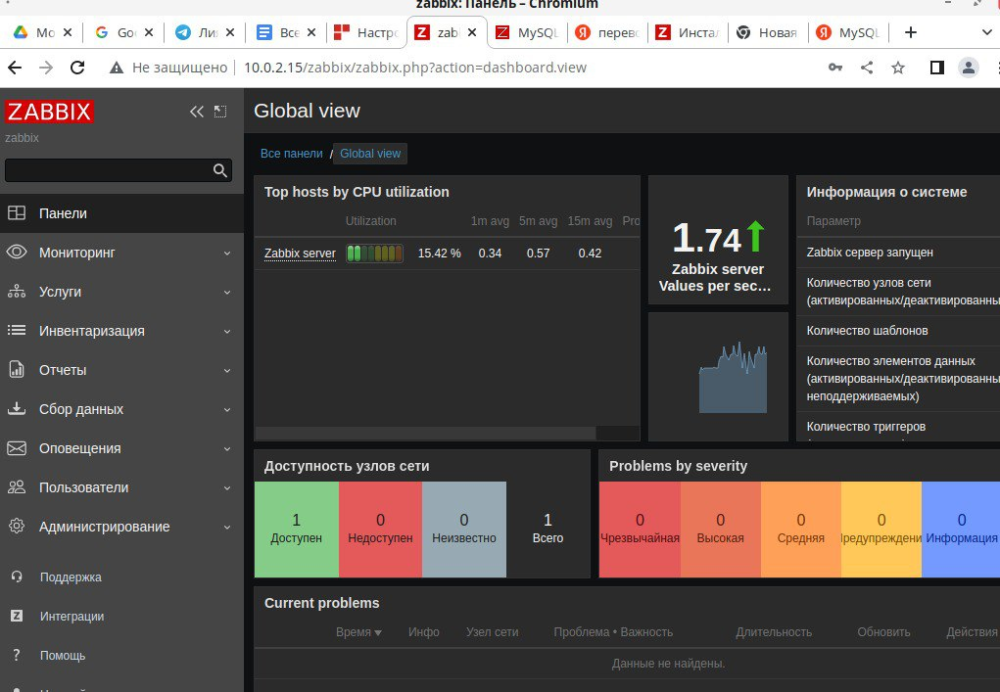 zabbix: Панель – Chromium
Мо
Go
Ли
Все
Настро
zab
MySQL
перево
Инстал
Новая
MySQL
Не защищено
10.0.2.15/zabbix/zabbix.php?action=dashboard.view
ZABBIX
zabbix
Панели
Мониторинг
Услуги
Инвентаризация
Отчеты
Сбор данных
Оповещения
Пользователи
Администрирование
Поддержка
Z Интеграции
? Помощь
Global view
Все панели / Global view
Top hosts by CPU utilization
Utilization 1m avg 5m avg 15m avg Pro
Zabbix server 15.42 % 0.34 0.57 0.42
1.74
Zabbix server
Values per sec…
Информация о системе
Параметр
Zabbix сервер запущен
Количество узлов сети
(активированных/деактивированны
Количество шаблонов
Количество элементов данных
(активированных/деактивированны
неподдерживаемых)
Количество триггеров
Доступность узлов сети
1 0 0 1
Доступен Недоступен Неизвестно Всего
Problems by severity
0 0 0 0 0
Чрезвычайная Высокая Средняя Предупреждени Информация
Current problems
Время Инфо Узел сети Проблема • Важность Длительность Обновить Действия
Данные не найдены.